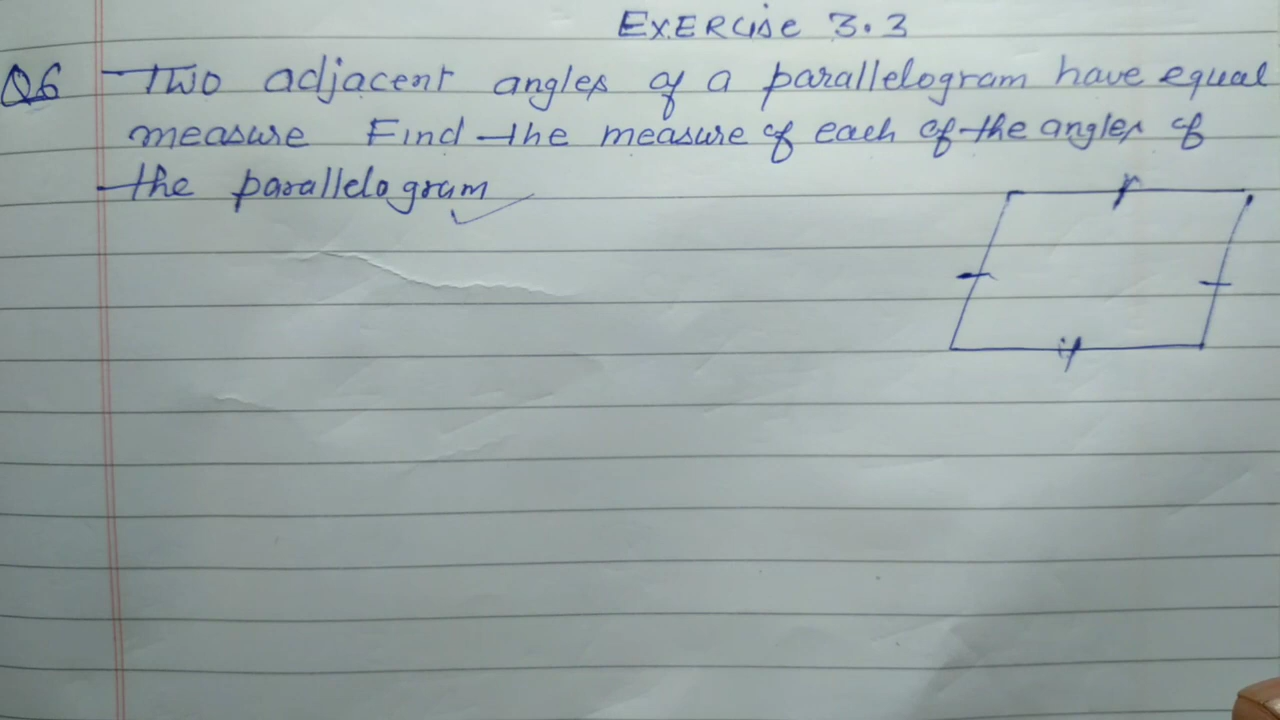 EXERCise 3.3
Q6 Two adjacent angles of a parallelogram have equal
measure Find the measure of each of the angles of
the parallelogram